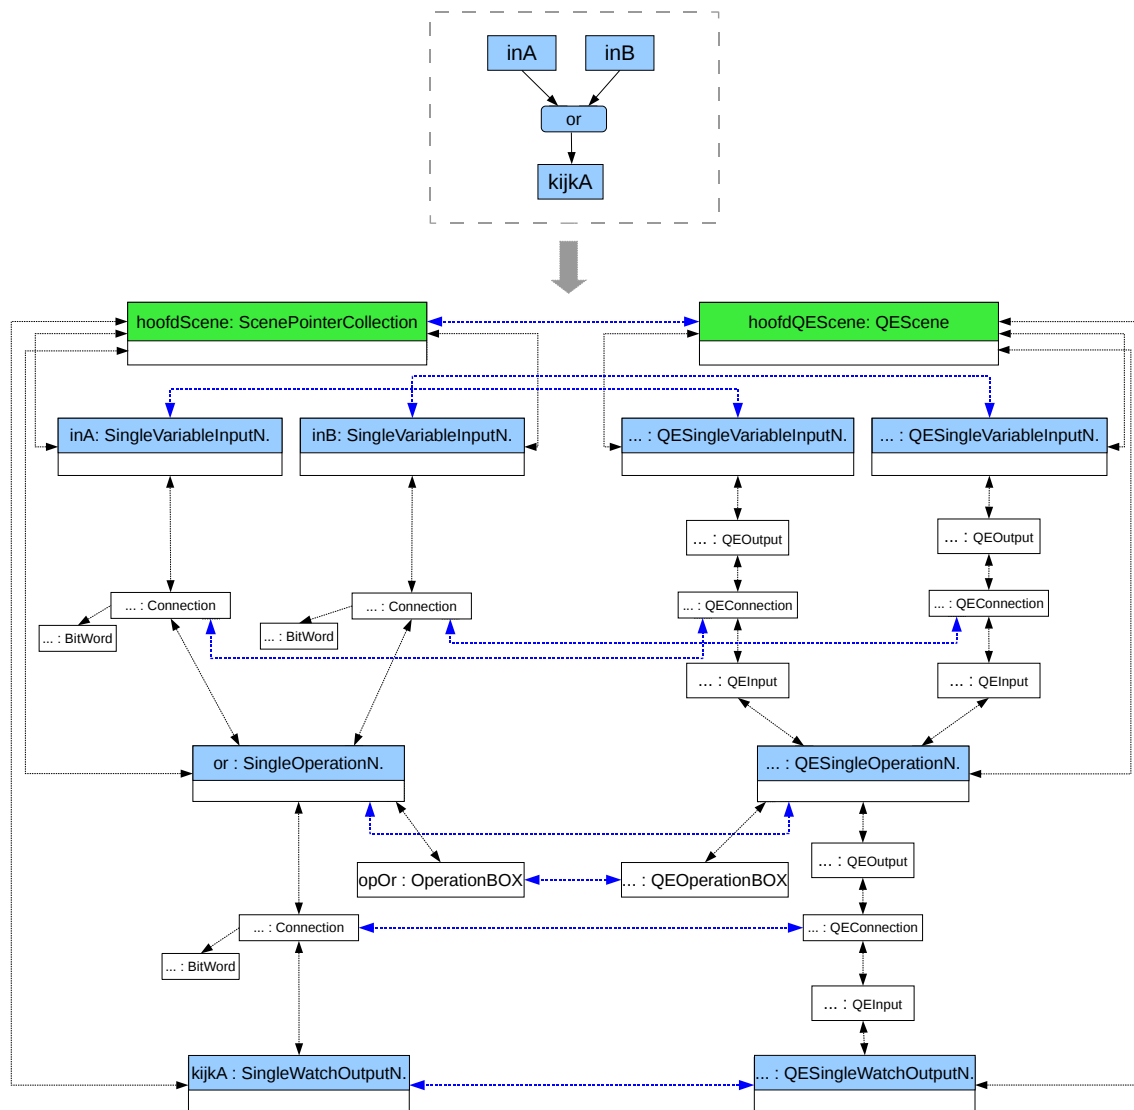 inA
inB
or
kijkA
hoofdScene: ScenePointerCollection
hoofdQEScene: QEScene
inA: SingleVariableInputN.
inB: SingleVariableInputN.
... : QESingleVariableInputN.
... : QESingleVariableInputN.
... : QEOutput
... : QEOutput
... : Connection
... : Connection
... : QEConnection
... : QEConnection
... : BitWord
... : BitWord
... : QEInput
... : QEInput
or : SingleOperationN.
... : QESingleOperationN.
... : QEOutput
opOr : OperationBOX
... : QEOperationBOX
... : Connection
... : QEConnection
... : BitWord
... : QEInput
kijkA : SingleWatchOutputN.
... : QESingleWatchOutputN.